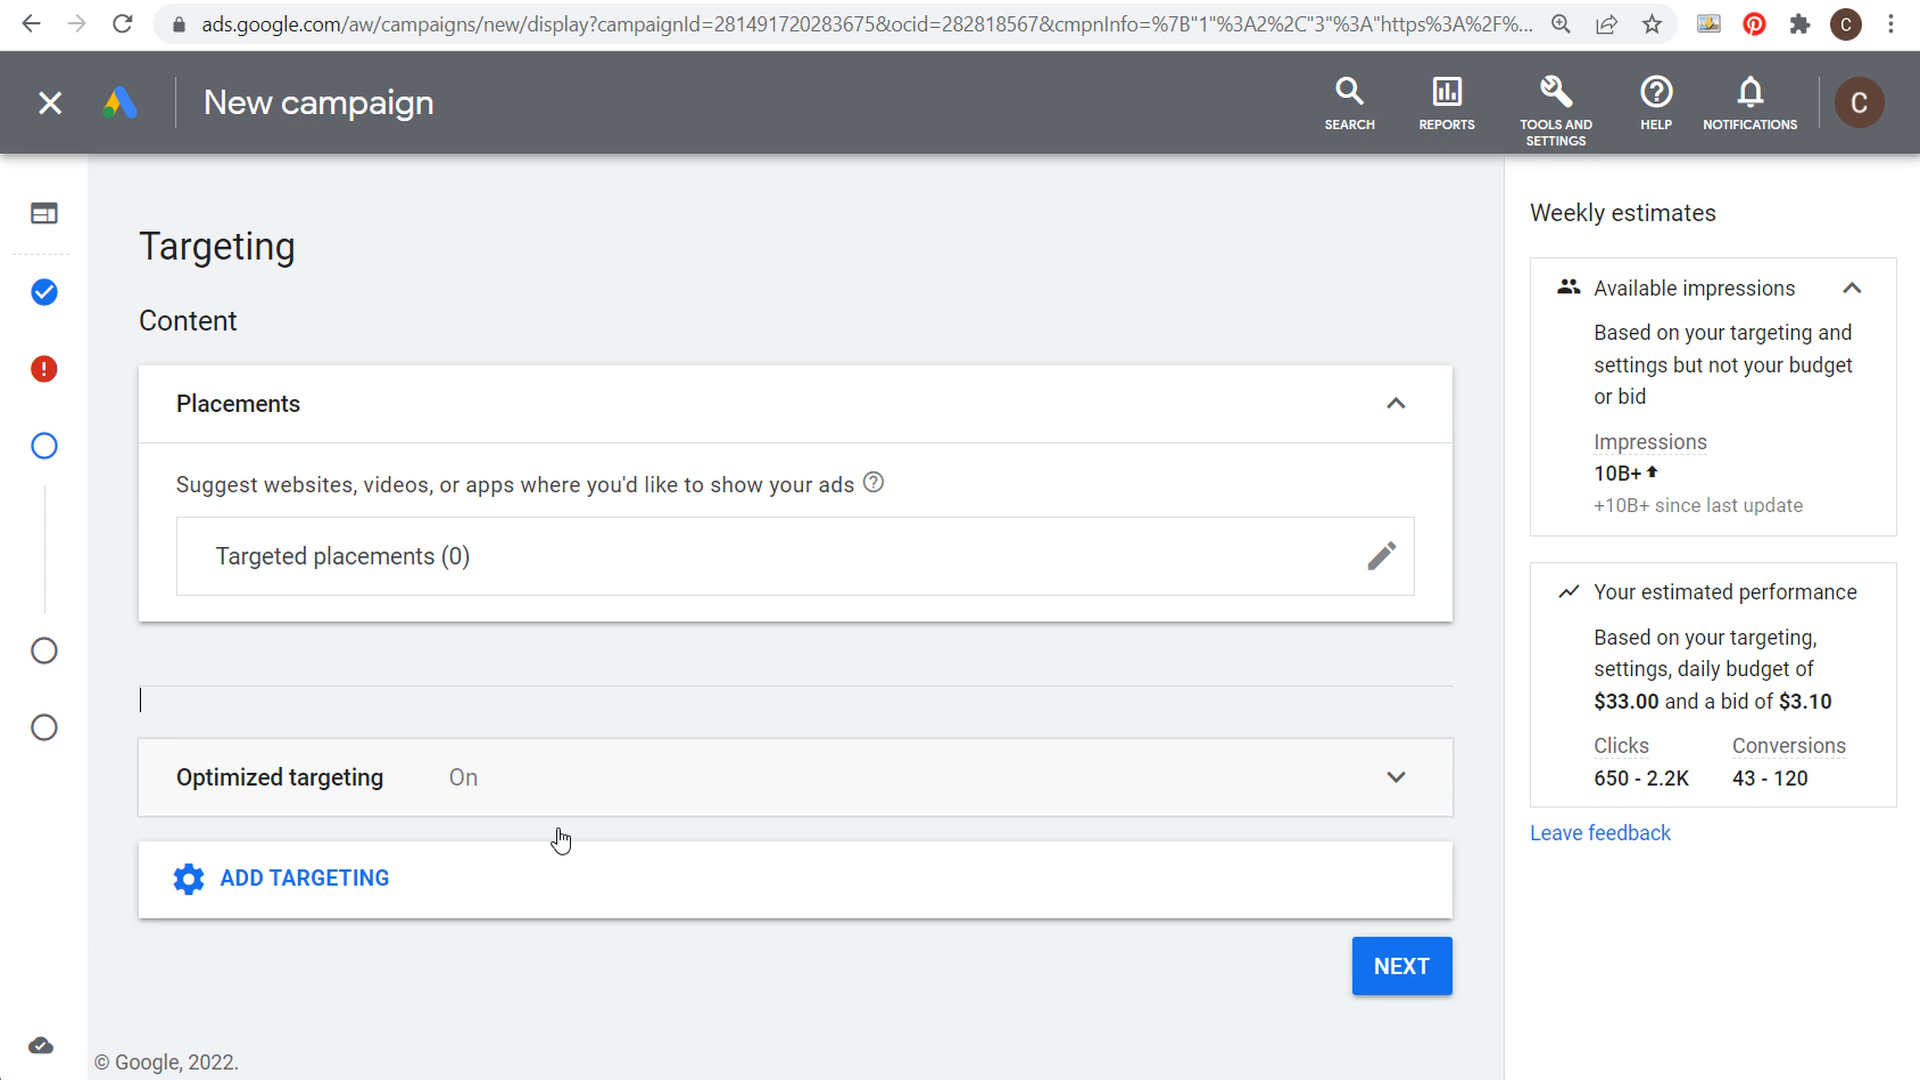 ads.google.com/aw/campaigns/new/display?campaignId=281491720283675&ocid=282818567&cmpnInfo=%7B"1"%3A2%2C"3"%3A"https%3A%2F%...
C
New campaign
SEARCH
REPORTS
TOOLS AND
SETTINGS
HELP
NOTIFICATIONS
C
Targeting
Content
Placements
Suggest websites, videos, or apps where you'd like to show your ads
Targeted placements (0)
Optimized targeting On
ADD TARGETING
NEXT
© Google, 2022.
Weekly estimates
Available impressions
Based on your targeting and
settings but not your budget
or bid
Impressions
10B+
+10B+ since last update
Your estimated performance
Based on your targeting,
settings, daily budget of
$33.00 and a bid of $3.10
Clicks Conversions
650 - 2.2K 43 - 120
Leave feedback